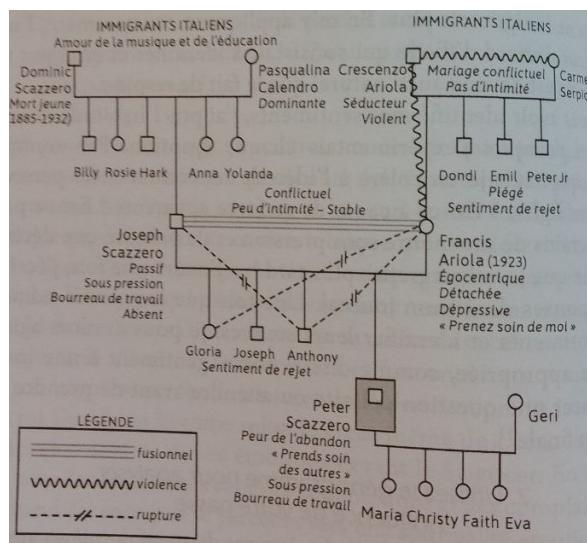 IMMIGRANTS ITALIENS
Amour de la musique et de l'éducation
Dominic
Scazzero
Mort jeune
(1885-1932)
Pasqualina
Calendro
Dominante
IMMIGRANTS ITALIENS
Crescenzo
Ariola
Séducteur
Violent
Mariage conflictuel
Pas d'intimité
Carme
Serpic
Billy Rosie Hark Anna Yolanda
Dondi Emil Peter Jr
Piégé
Sentiment de rejet
Conflictuel
Peu d'intimité – Stable
Joseph
Scazzero
Passif
Sous pression
Bourreau de travail
Absent
Francis
Ariola (1923)
Égocentrique
Détachée
Dépressive
« Prenez soin de moi »
Gloria Joseph Anthony
Sentiment de rejet
Peter
Scazzero
Peur de l'abandon
« Prends soin
des autres »
Sous pression
Bourreau de travail
Geri
Maria Christy Faith Eva
LÉGENDE
fusionnel
violence
rupture